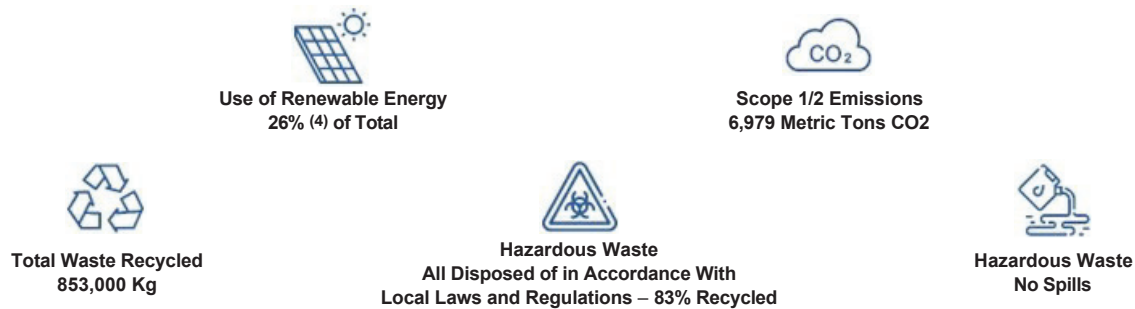 CO2
Use of Renewable Energy
26% (4) of Total
Scope 1/2 Emissions
6,979 Metric Tons CO2
Total Waste Recycled
853,000 Kg
Hazardous Waste
All Disposed of in Accordance With
Local Laws and Regulations – 83% Recycled
Hazardous Waste
No Spills